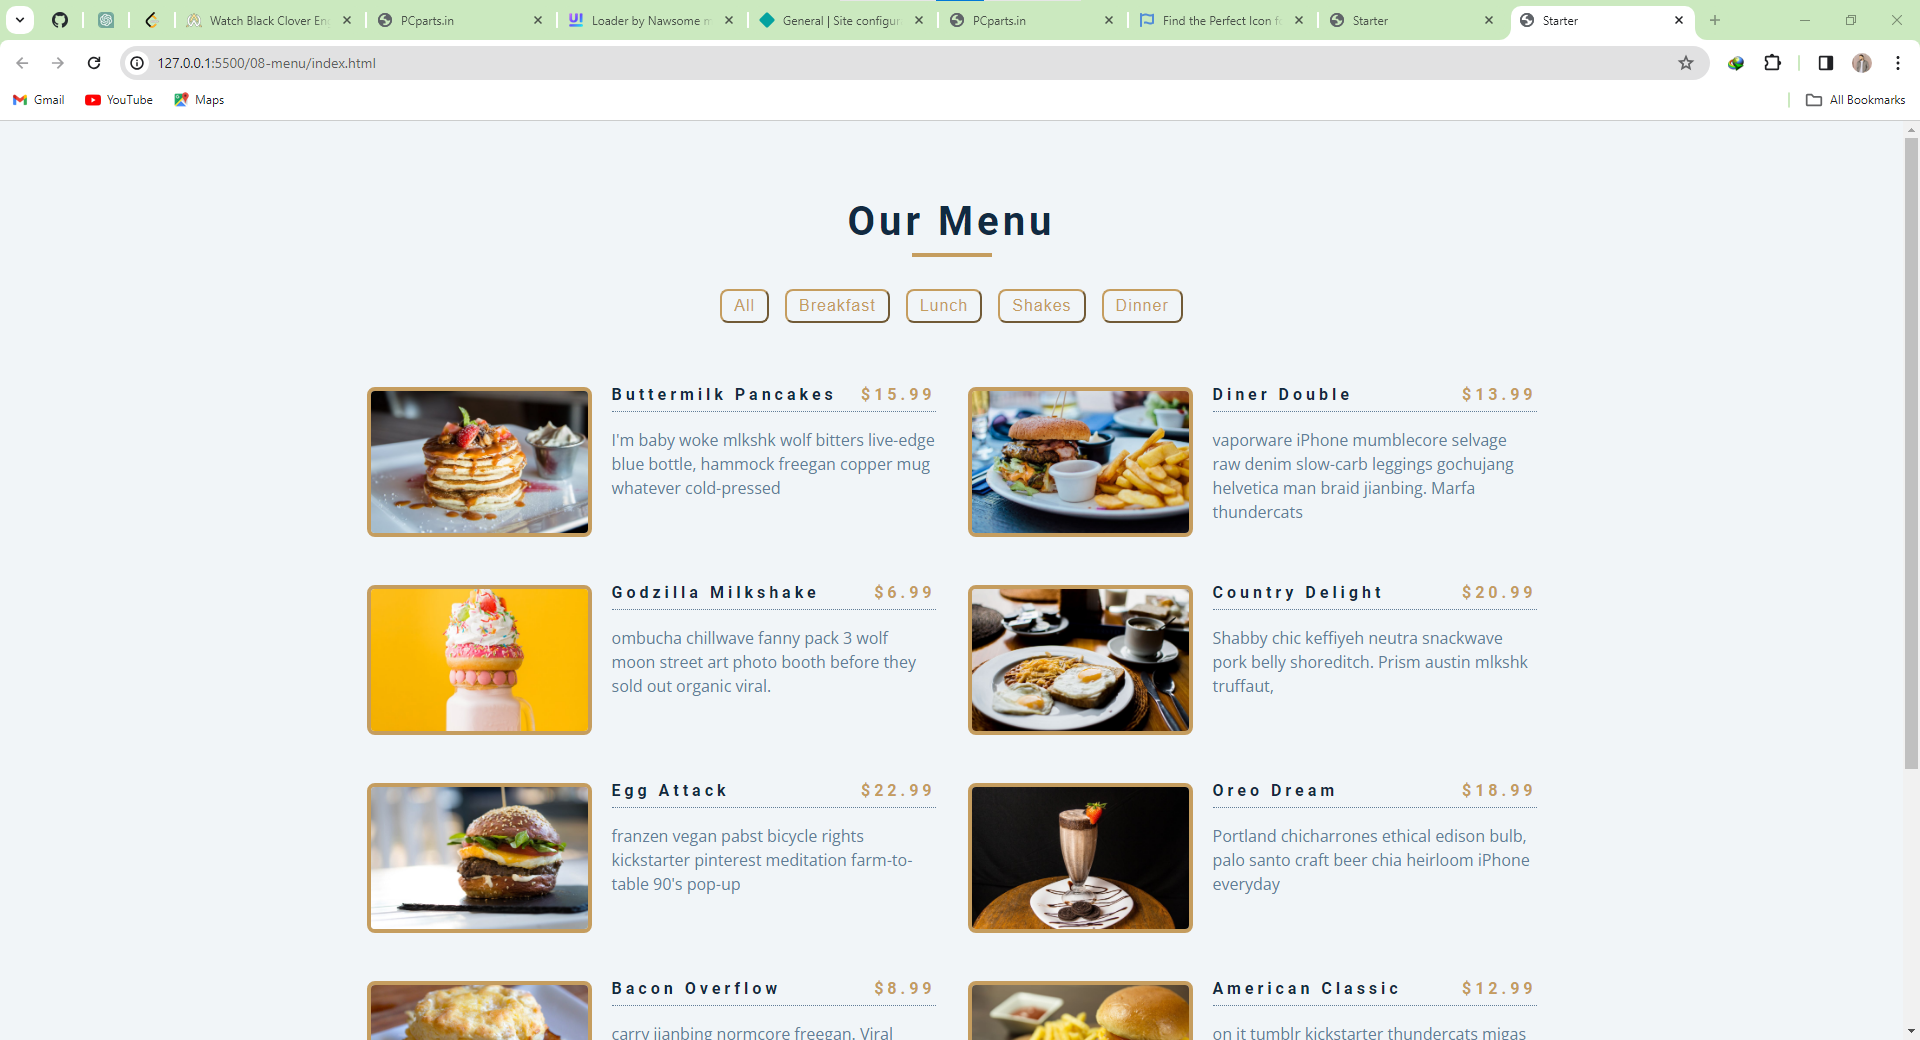 Watch Black Clover En
PCparts.in
Loader by Nawsome m
General | Site configur
PCparts.in
Find the Perfect Icon f
Starter
Starter
127.0.0.1:5500/08-menu/index.html
Gmail
YouTube
Maps
All Bookmarks
Our Menu
All
Breakfast
Lunch
Shakes
Dinner
Buttermilk Pancakes $15.99
I'm baby woke mlkshk wolf bitters live-edge
blue bottle, hammock freegan copper mug
whatever cold-pressed
Diner Double $13.99
vaporware iPhone mumblecore selvage
raw denim slow-carb leggings gochujang
helvetica man braid jianbing. Marfa
thundercats
Godzilla Milkshake $6.99
ombucha chillwave fanny pack 3 wolf
moon street art photo booth before they
sold out organic viral.
Country Delight $20.99
Shabby chic keffiyeh neutra snackwave
pork belly shoreditch. Prism austin mlkshk
truffaut,
Egg Attack $22.99
franzen vegan pabst bicycle rights
kickstarter pinterest meditation farm-to-
table 90's pop-up
Oreo Dream $18.99
Portland chicharrones ethical edison bulb,
palo santo craft beer chia heirloom iPhone
everyday
Bacon Overflow $8.99
carry jianbing normcore freegan. Viral
American Classic $12.99
on it tumblr kickstarter thundercats migas